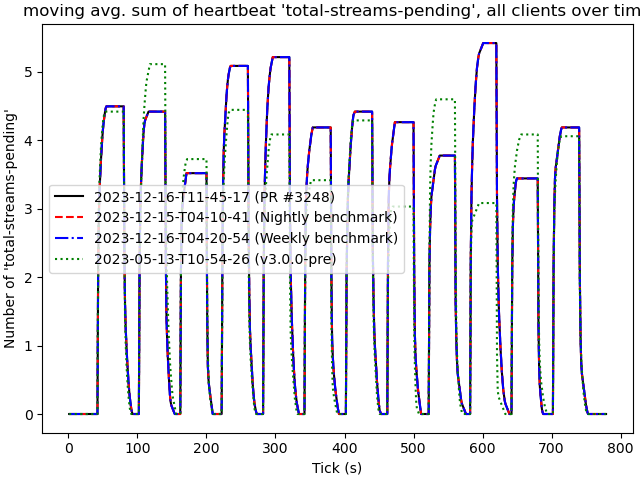 moving avg. sum of heartbeat 'total-streams-pending', all clients over tim
Number of 'total-streams-pending'
5
4
3
2
1
0
2023-12-16-T11-45-17 (PR #3248)
2023-12-15-T04-10-41 (Nightly benchmark)
2023-12-16-T04-20-54 (Weekly benchmark)
2023-05-13-T10-54-26 (v3.0.0-pre)
0 100 200 300 400 500 600 700 800
Tick (s)